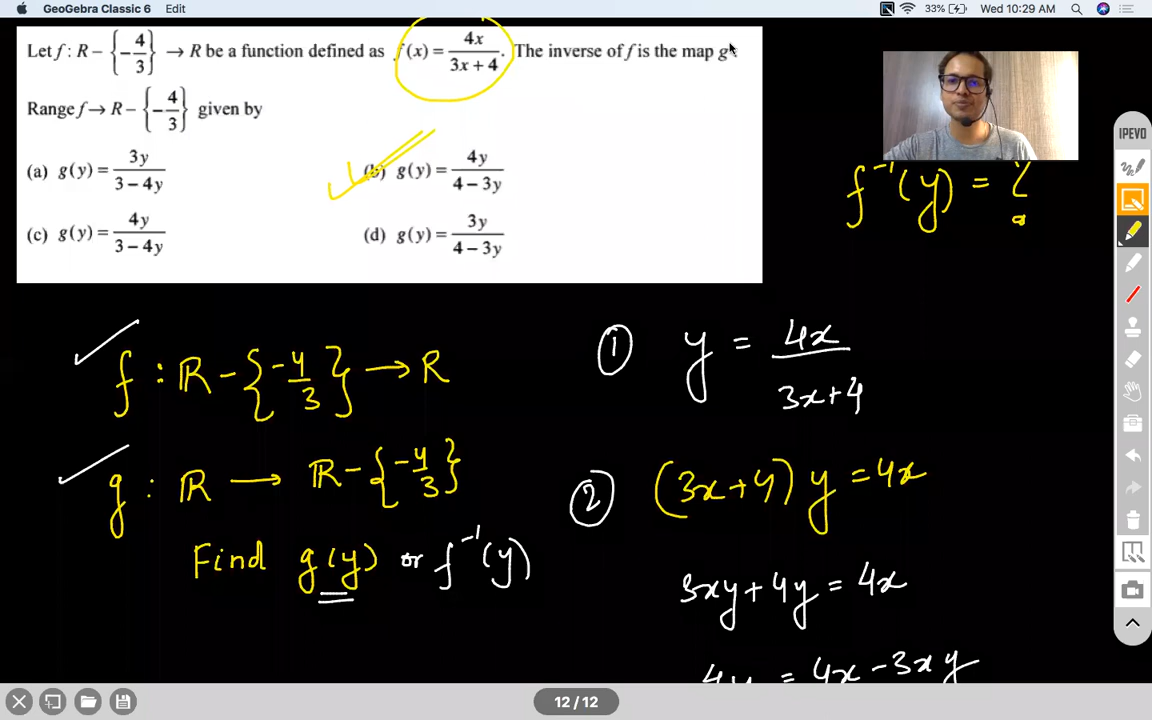 GeoGebra Classic 6 Edit 33% Wed 10:29 AM
Let f : R – {–4/3} → R be a function defined as f(x) = 4x/(3x + 4). The inverse of f is the map g
Range f → R – {–4/3} given by
(a) g(y) = 3y/(3 – 4y) (b) g(y) = 4y/(4 – 3y)
(c) g(y) = 4y/(3 – 4y) (d) g(y) = 3y/(4 – 3y)
IPEVO
f⁻¹(y) = ?
f : R – {–4/3} → R
g : R → R – {–4/3}
Find g(y) or f⁻¹(y)
① y = 4x/(3x+4)
② (3x+4) y = 4x
3xy + 4y = 4x
4y = 4x – 3xy
12 / 12